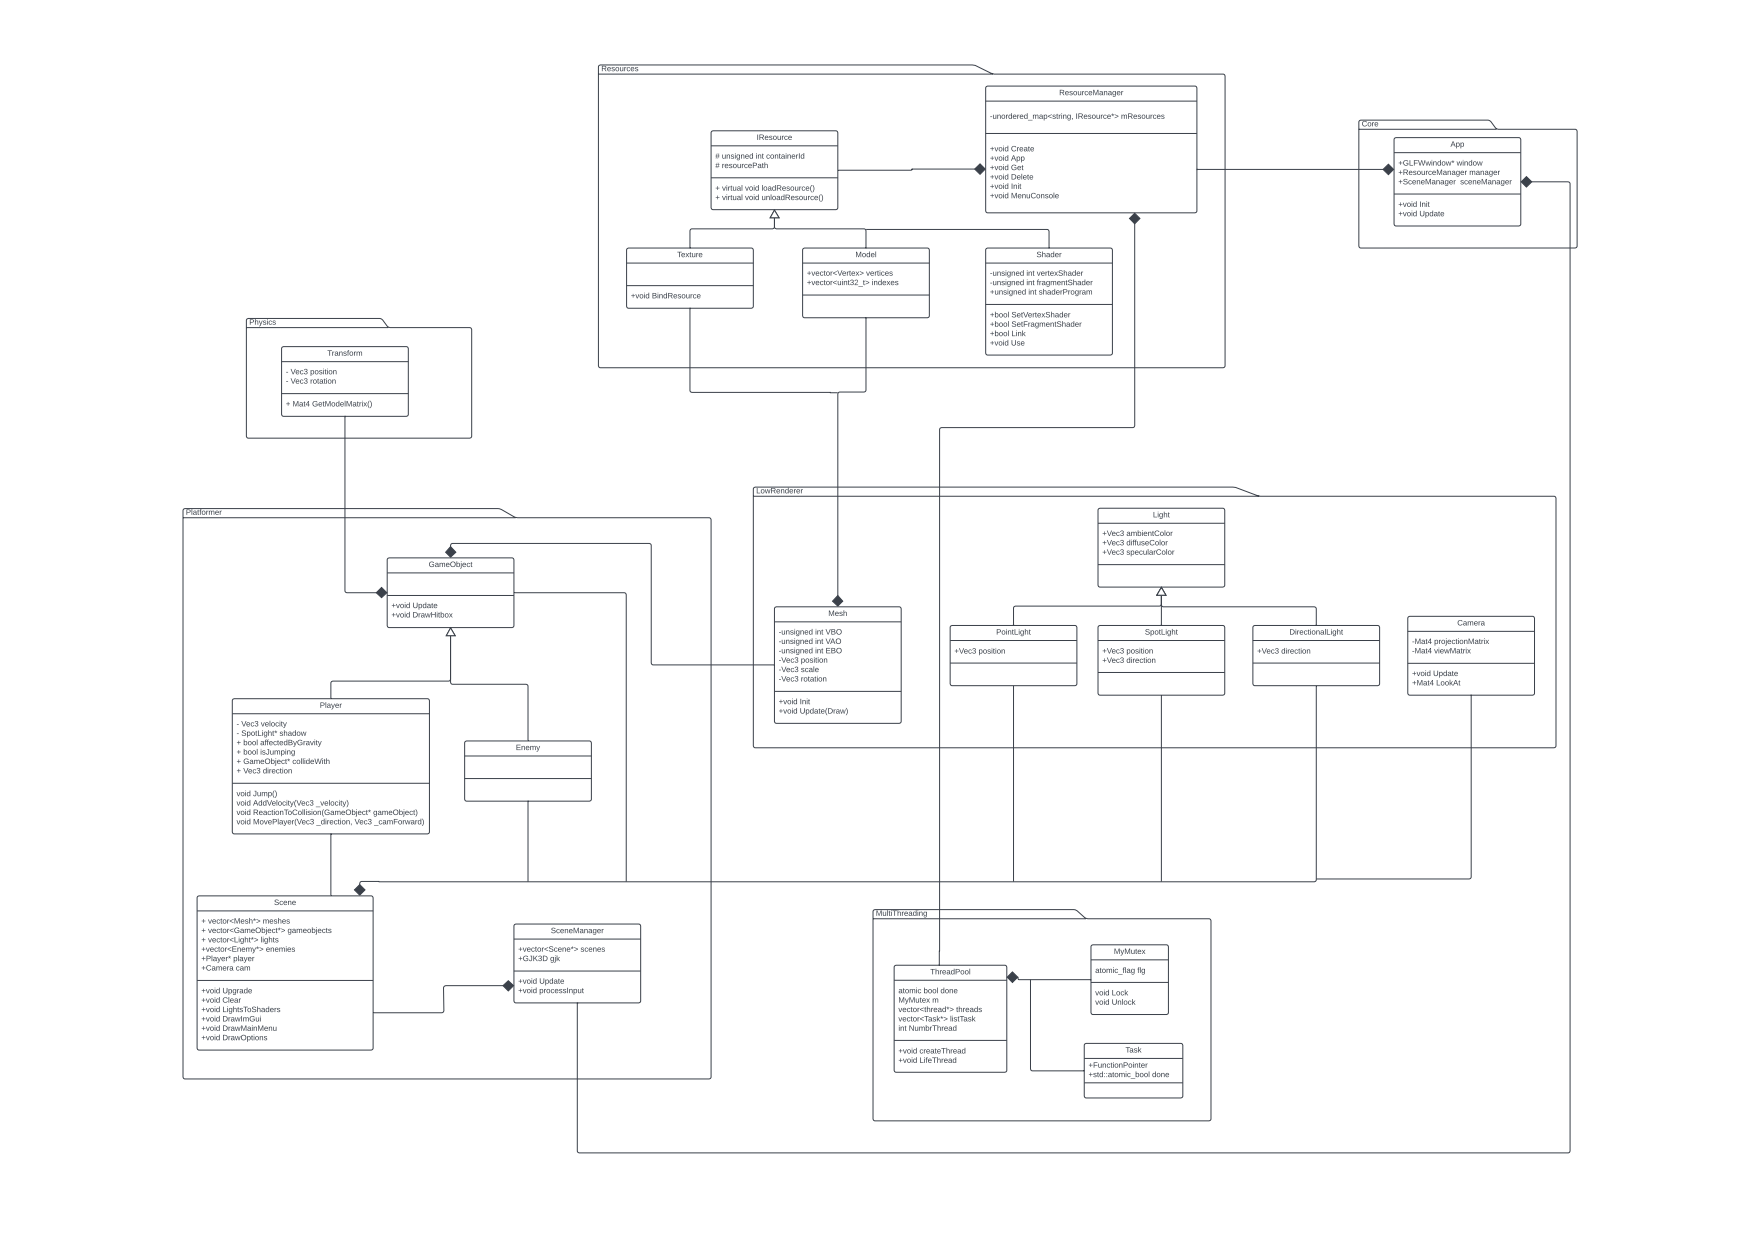 Resources
ResourceManager
-unordered_map<string, IResource*> mResources
+void Create
+void App
+void Get
+void Delete
+void Init
+void MenuConsole
IResource
# unsigned int containerId
# resourcePath
+ virtual void loadResource()
+ virtual void unloadResource()
Texture
+void BindResource
Model
+vector<Vertex> vertices
+vector<uint32_t> indexes
Shader
-unsigned int vertexShader
-unsigned int fragmentShader
+unsigned int shaderProgram
+bool SetVertexShader
+bool SetFragmentShader
+bool Link
+void Use
Core
App
+GLFWwindow* window
+ResourceManager manager
+SceneManager  sceneManager
+void Init
+void Update
Physics
Transform
- Vec3 position
- Vec3 rotation
+ Mat4 GetModelMatrix()
Platformer
GameObject
+void Update
+void DrawHitbox
Player
- Vec3 velocity
- SpotLight* shadow
+ bool affectedByGravity
+ bool isJumping
+ GameObject* collideWith
+ Vec3 direction
void Jump()
void AddVelocity(Vec3 _velocity)
void ReactionToCollision(GameObject* gameObject)
void MovePlayer(Vec3 _direction, Vec3 _camForward)
Enemy
Scene
+ vector<Mesh*> meshes
+ vector<GameObject*> gameobjects
+ vector<Light*> lights
+vector<Enemy*> enemies
+Player* player
+Camera cam
+void Upgrade
+void Clear
+void LightsToShaders
+void DrawImGui
+void DrawMainMenu
+void DrawOptions
SceneManager
+vector<Scene*> scenes
+GJK3D gjk
+void Update
+void processInput
LowRenderer
Light
+Vec3 ambientColor
+Vec3 diffuseColor
+Vec3 specularColor
Mesh
-unsigned int VBO
-unsigned int VAO
-unsigned int EBO
-Vec3 position
-Vec3 scale
-Vec3 rotation
+void Init
+void Update(Draw)
PointLight
+Vec3 position
SpotLight
+Vec3 position
+Vec3 direction
DirectionalLight
+Vec3 direction
Camera
-Mat4 projectionMatrix
-Mat4 viewMatrix
+void Update
+Mat4 LookAt
MultiThreading
ThreadPool
atomic bool done
MyMutex m
vector<thread*> threads
vector<Task*> listTask
int NumbrThread
+void createThread
+void LifeThread
MyMutex
atomic_flag flg
void Lock
void Unlock
Task
+FunctionPointer
+std::atomic_bool done